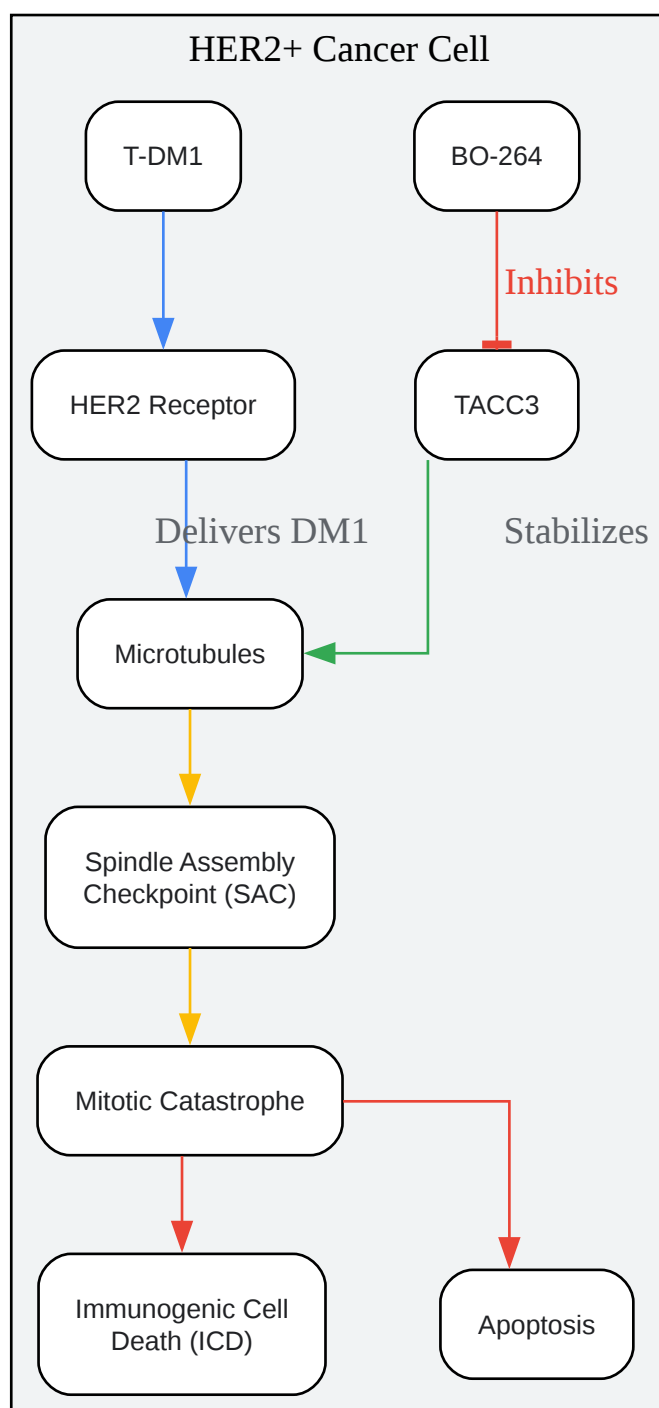 HER2+ Cancer Cell
T-DM1
BO-264
Inhibits
HER2 Receptor
TACC3
Delivers DM1
Stabilizes
Microtubules
Spindle Assembly
Checkpoint (SAC)
Mitotic Catastrophe
Immunogenic Cell
Death (ICD)
Apoptosis